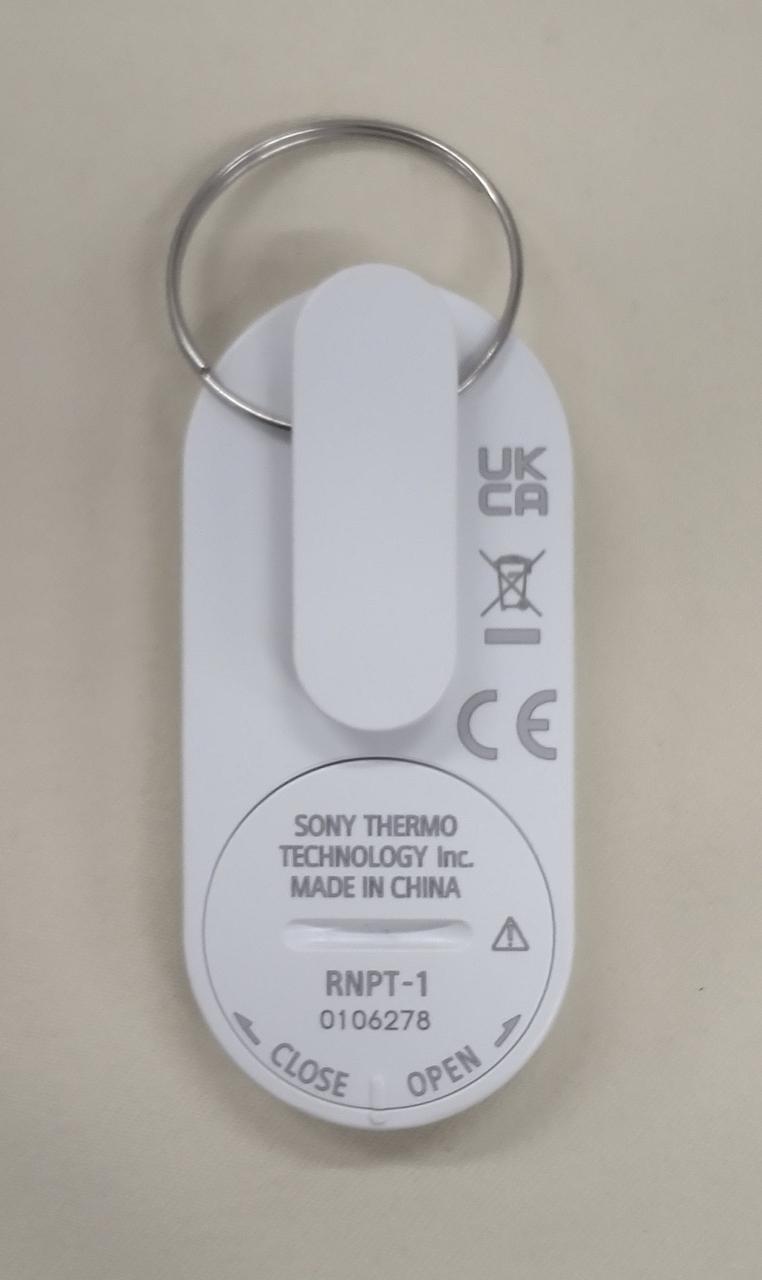 UK
CA
CE
SONY THERMO
TECHNOLOGY Inc.
MADE IN CHINA
RNPT-1
0106278
CLOSE OPEN